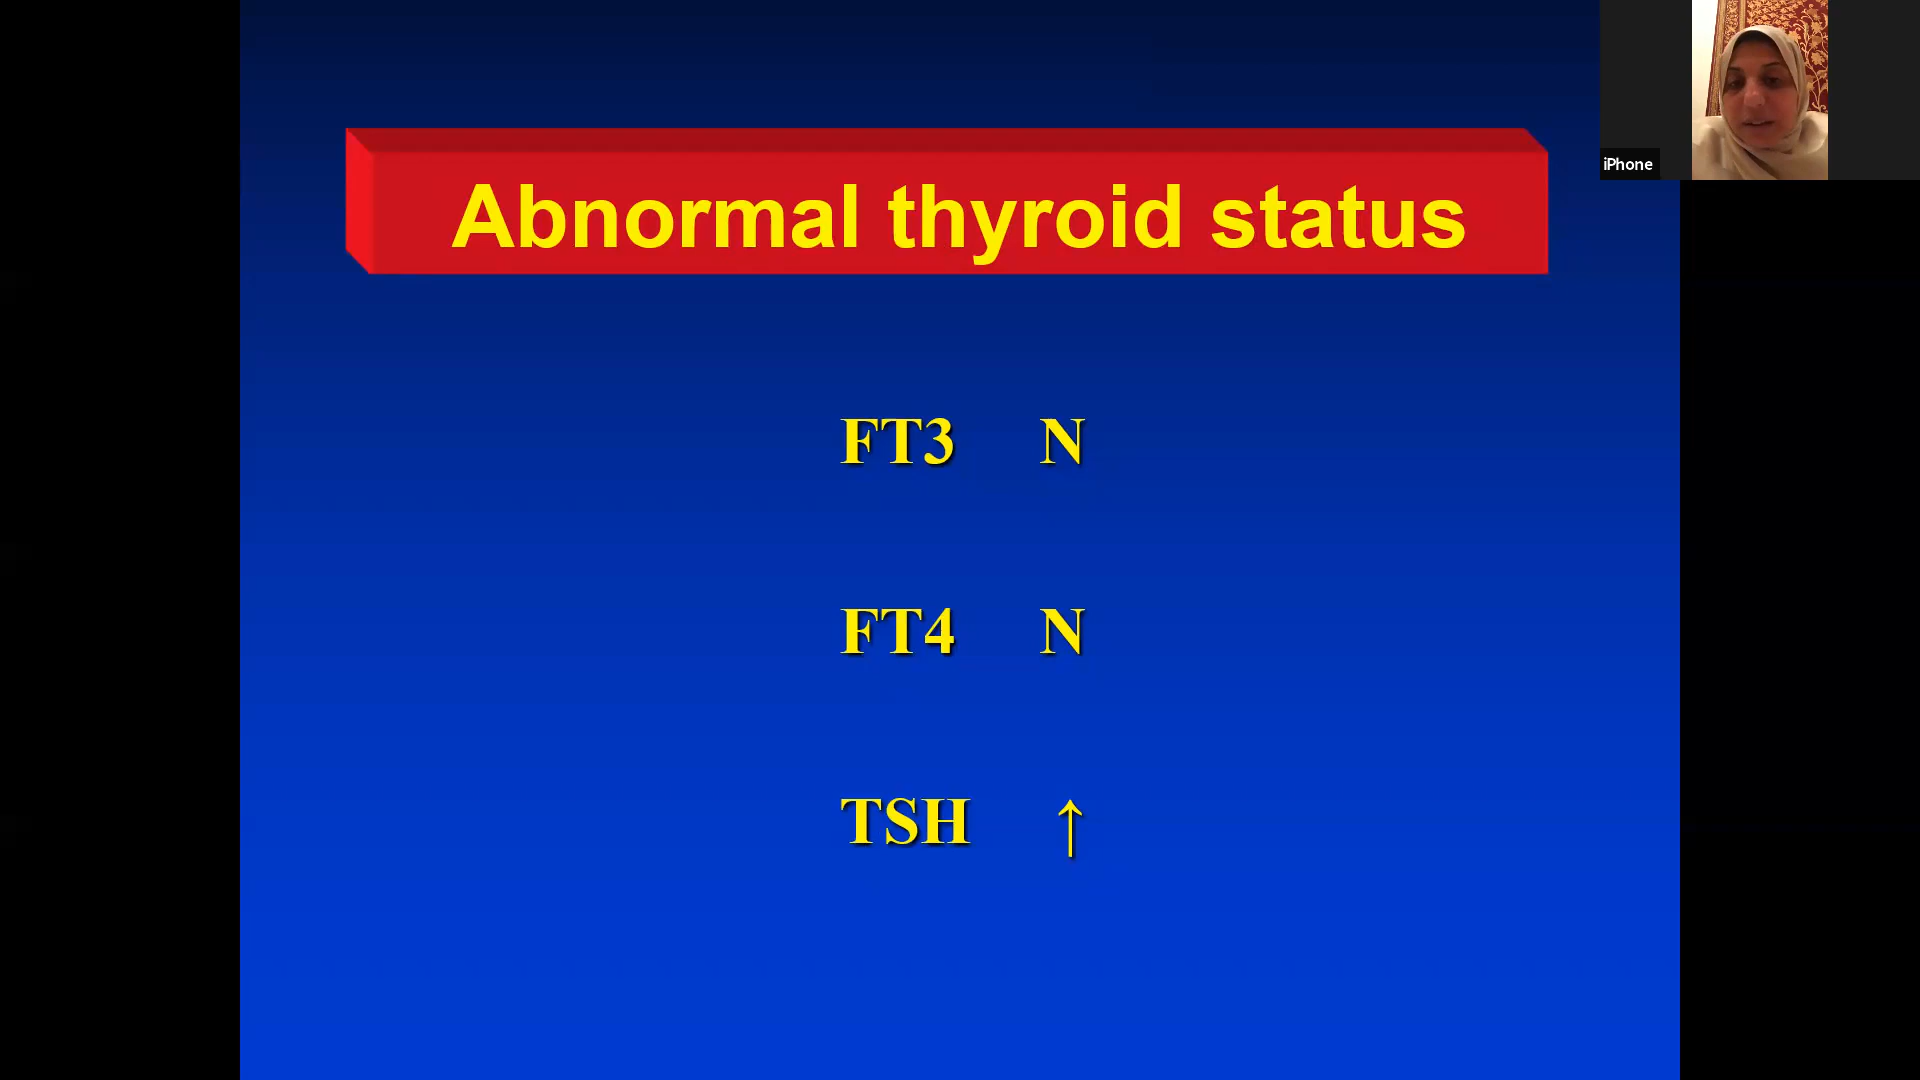 Abnormal thyroid status
FT3 N
FT4 N
TSH ↑
iPhone